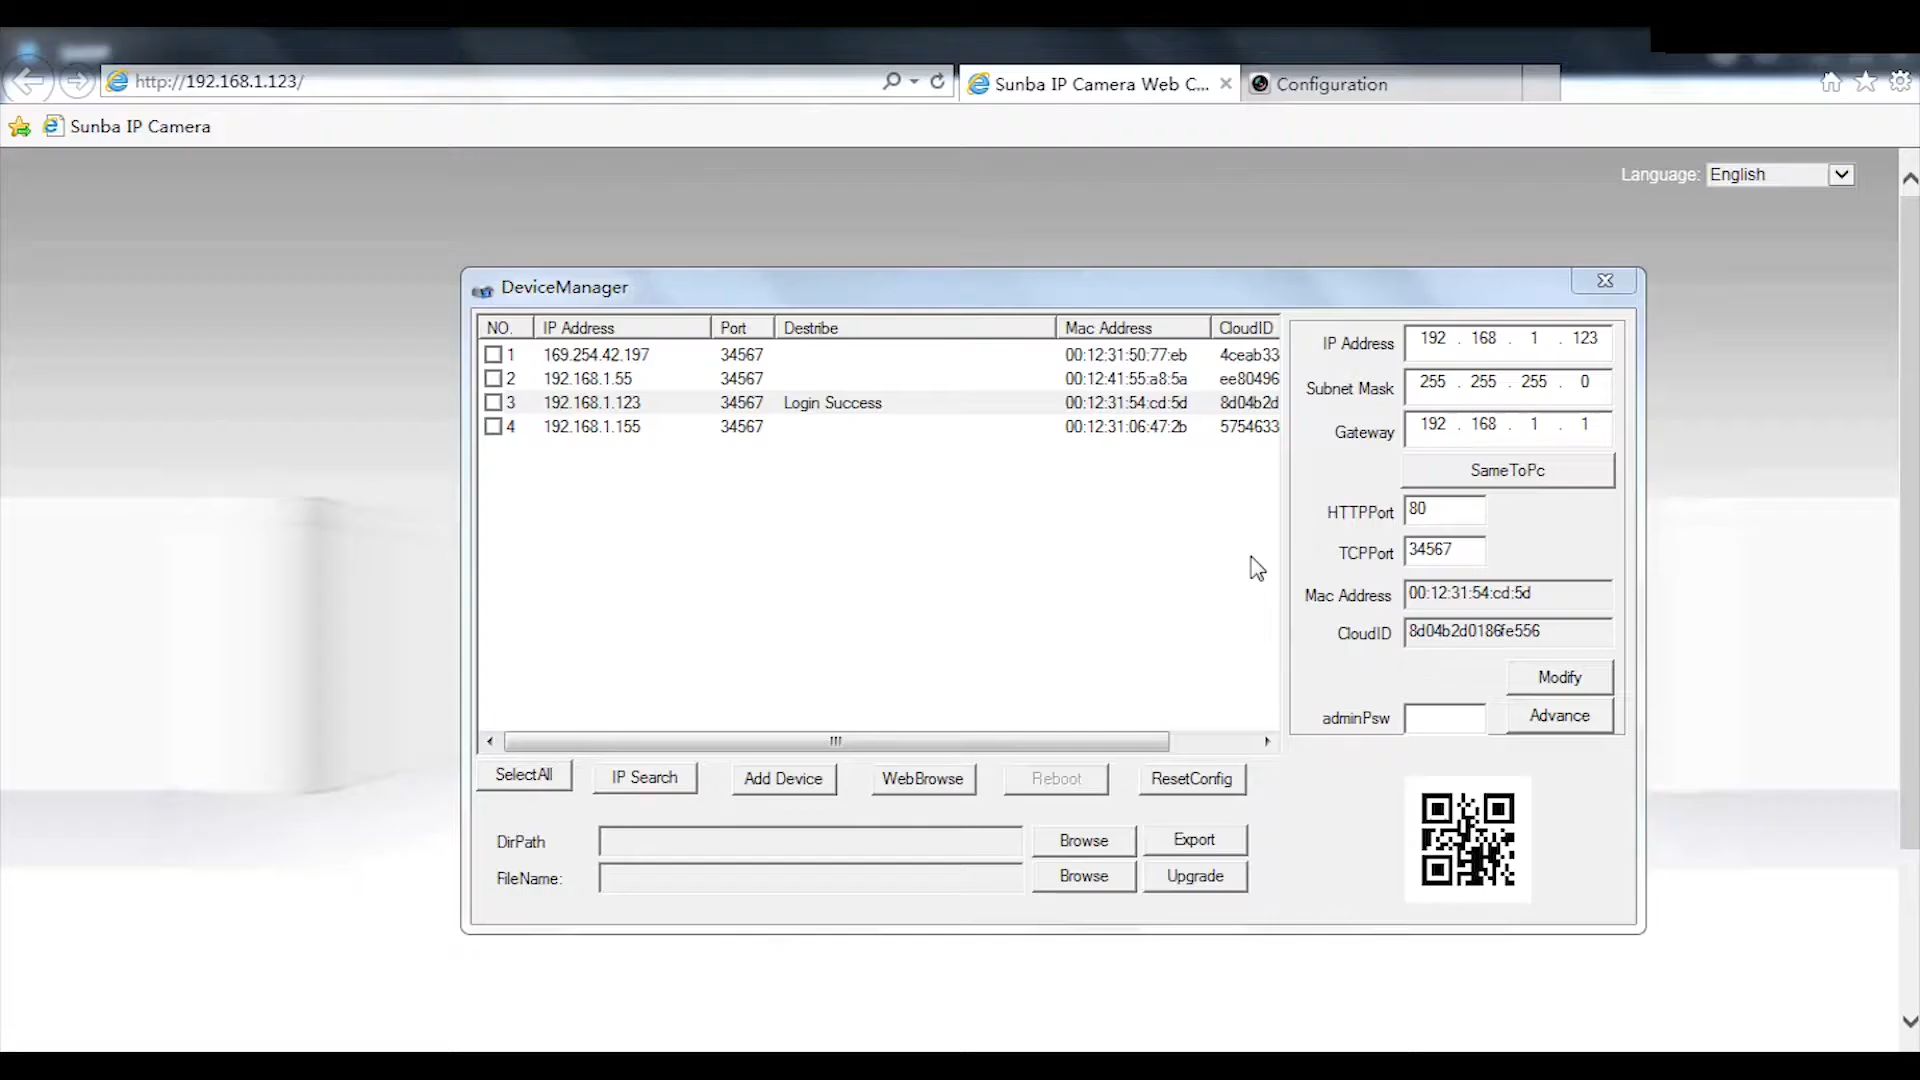 http://192.168.1.123/
Sunba IP Camera Web C...
Configuration
Sunba IP Camera
Language: English
DeviceManager
NO. IP Address Port Destribe Mac Address CloudID
1 169.254.42.197 34567 00:12:31:50:77:eb 4ceab33
2 192.168.1.55 34567 00:12:41:55:a8:5a ee80496
3 192.168.1.123 34567 Login Success 00:12:31:54:cd:5d 8d04b2d
4 192.168.1.155 34567 00:12:31:06:47:2b 5754633
IP Address 192 . 168 . 1 . 123
Subnet Mask 255 . 255 . 255 . 0
Gateway 192 . 168 . 1 . 1
SameToPc
HTTPPort 80
TCPPort 34567
Mac Address 00:12:31:54:cd:5d
CloudID 8d04b2d0186fe556
Modify
adminPsw Advance
SelectAll IP Search Add Device WebBrowse Reboot ResetConfig
DirPath Browse Export
FileName: Browse Upgrade